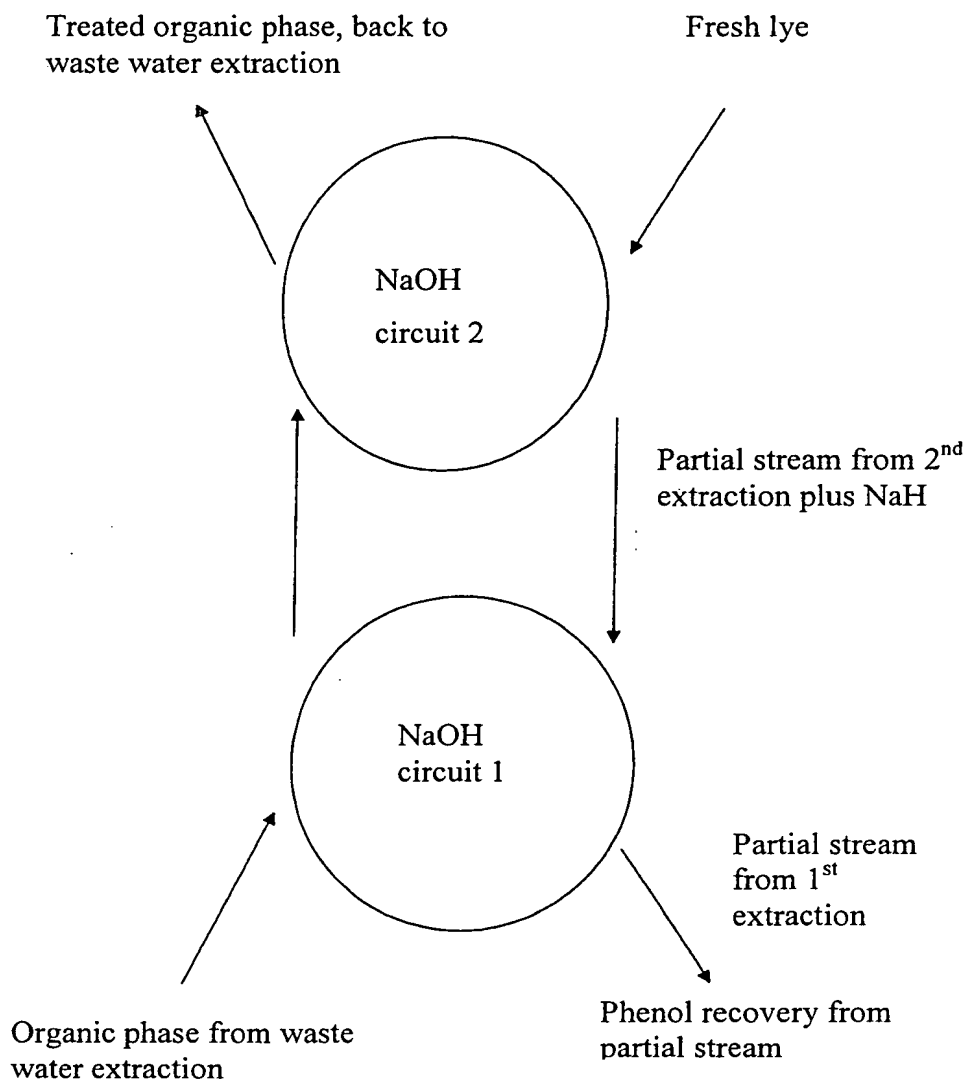 Treated organic phase, back to
waste water extraction
Fresh lye
NaOH
circuit 2
Partial stream from 2nd
extraction plus NaH
NaOH
circuit 1
Partial stream
from 1st
extraction
Organic phase from waste
water extraction
Phenol recovery from
partial stream